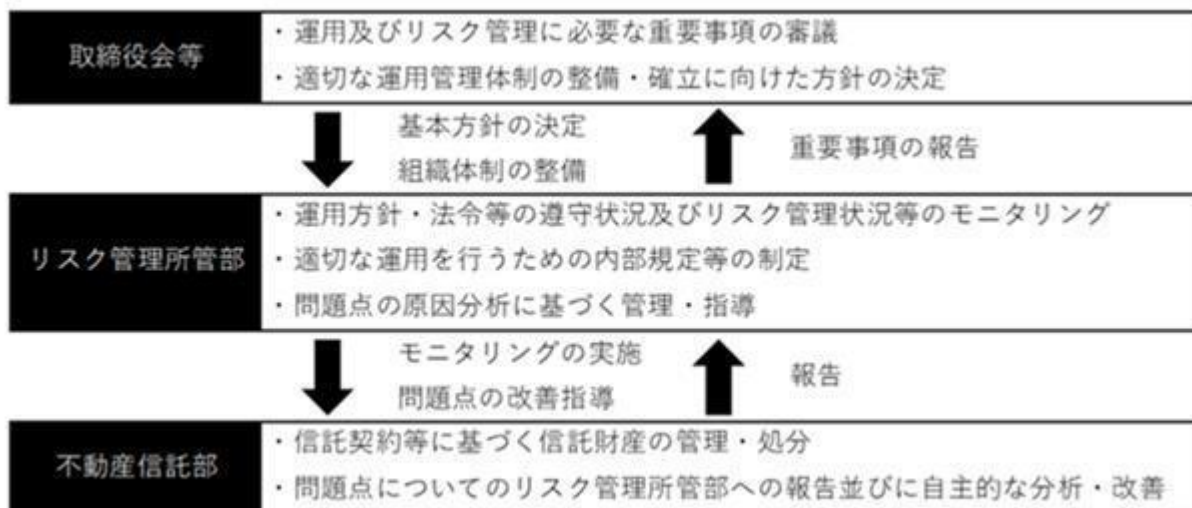 取締役会等
・運用及びリスク管理に必要な重要事項の審議
・適切な運用管理体制の整備・確立に向けた方針の決定
基本方針の決定
組織体制の整備
重要事項の報告
リスク管理所管部
・運用方針・法令等の遵守状況及びリスク管理状況等のモニタリング
・適切な運用を行うための内部規定等の制定
・問題点の原因分析に基づく管理・指導
モニタリングの実施
問題点の改善指導
報告
不動産信託部
・信託契約等に基づく信託財産の管理・処分
・問題点についてのリスク管理所管部への報告並びに自主的な分析・改善